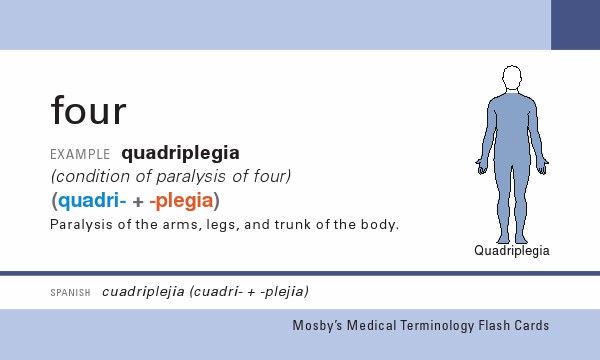 four
EXAMPLE quadriplegia
(condition of paralysis of four)
(quadri- + -plegia)
Paralysis of the arms, legs, and trunk of the body.
Quadriplegia
SPANISH cuadriplejia (cuadri- + -plejia)
Mosby's Medical Terminology Flash Cards